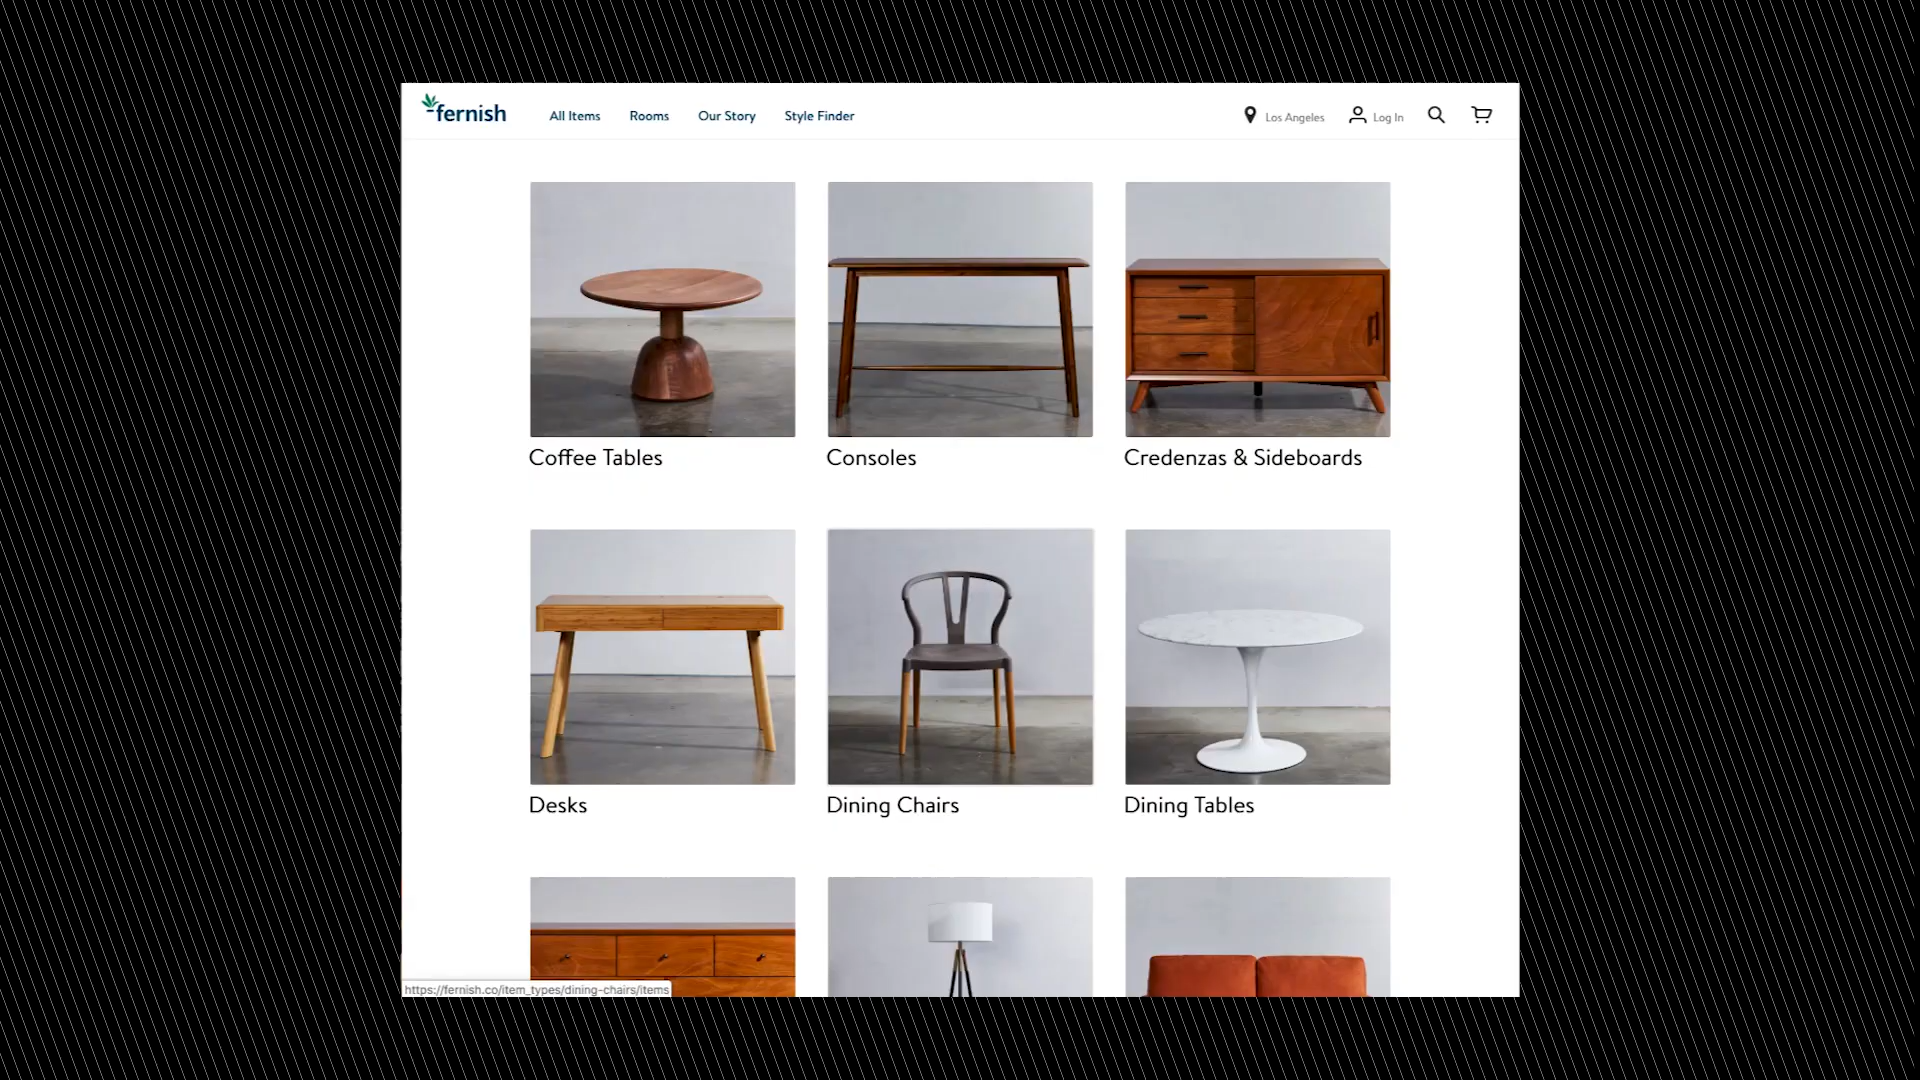 fernish
All Items
Rooms
Our Story
Style Finder
Los Angeles
Log In
Coffee Tables
Consoles
Credenzas & Sideboards
Desks
Dining Chairs
Dining Tables
https://fernish.co/item_types/dining-chairs/items